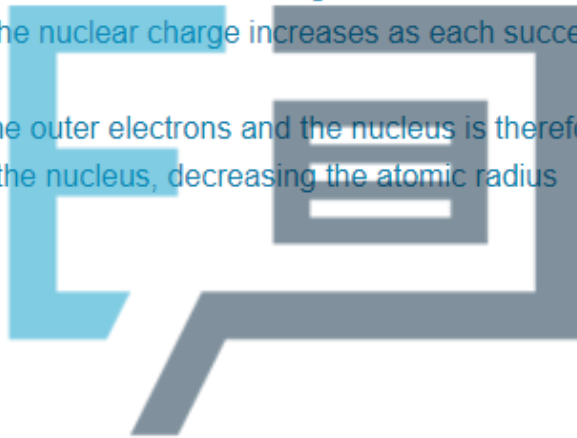 he nuclear charge increases as each succe
he outer electrons and the nucleus is therefo
the nucleus, decreasing the atomic radius